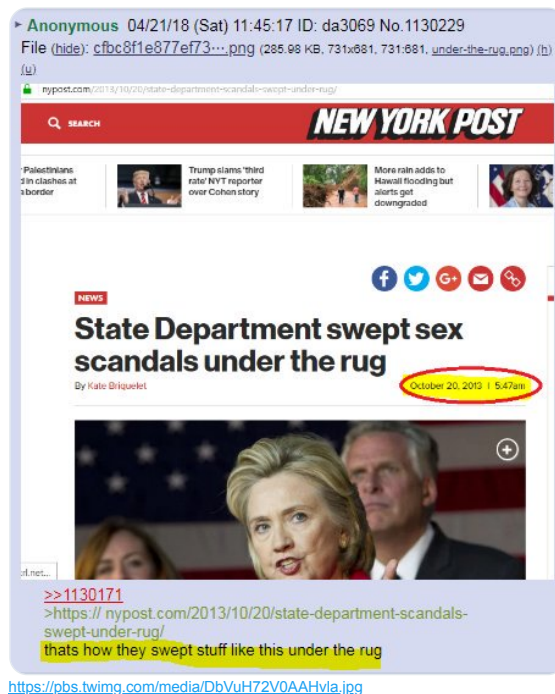 Anonymous 04/21/18 (Sat) 11:45:17 ID: da3069 No.1130229
File (hide): cfbc8f1e877ef73···.png (285.98 KB, 731x681, 731:681, under-the-rug.png) (h)
(u)
nypost.com/2013/10/20/state-department-scandals-swept-under-rug/
SEARCH
NEW YORK POST
Palestinians
d in clashes at
border
Trump slams 'third
rate' NYT reporter
over Cohen story
More rain adds to
Hawaii flooding but
alerts get
downgraded
NEWS
State Department swept sex
scandals under the rug
By Kate Briquelet
October 20, 2013 | 5:47am
rl.net...
>>1130171
>https:// nypost.com/2013/10/20/state-department-scandals-
swept-under-rug/
thats how they swept stuff like this under the rug
https://pbs.twimg.com/media/DbVuH72V0AAHvla.jpg